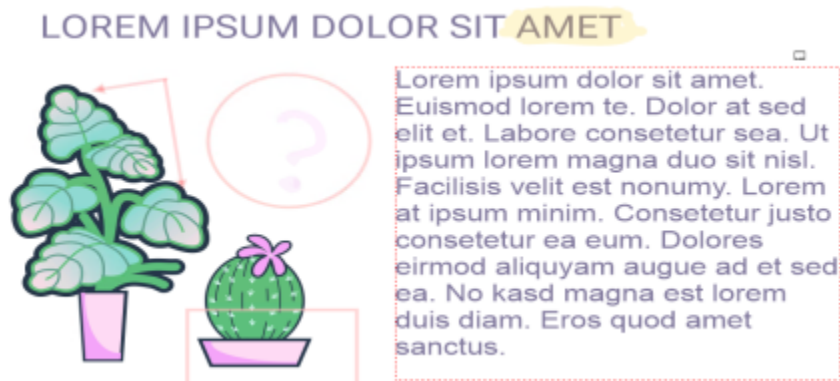 LOREM IPSUM DOLOR SIT AMET
?
Lorem ipsum dolor sit amet.
Euismod lorem te. Dolor at sed
elit et. Labore consetetur sea. Ut
ipsum lorem magna duo sit nisl.
Facilisis velit est nonumy. Lorem
at ipsum minim. Consetetur justo
consetetur ea eum. Dolores
eirmod aliquyam augue ad et sed
ea. No kasd magna est lorem
duis diam. Eros quod amet
sanctus.